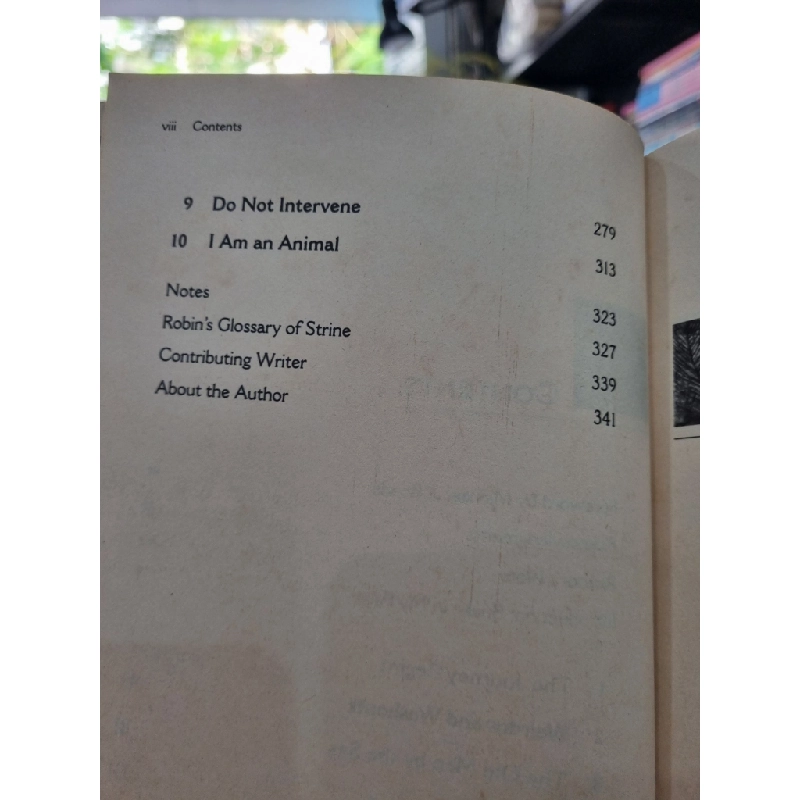 viii Contents
9 Do Not Intervene 279
10 I Am an Animal 313
Notes 323
Robin's Glossary of Strine 327
Contributing Writer 339
About the Author 341